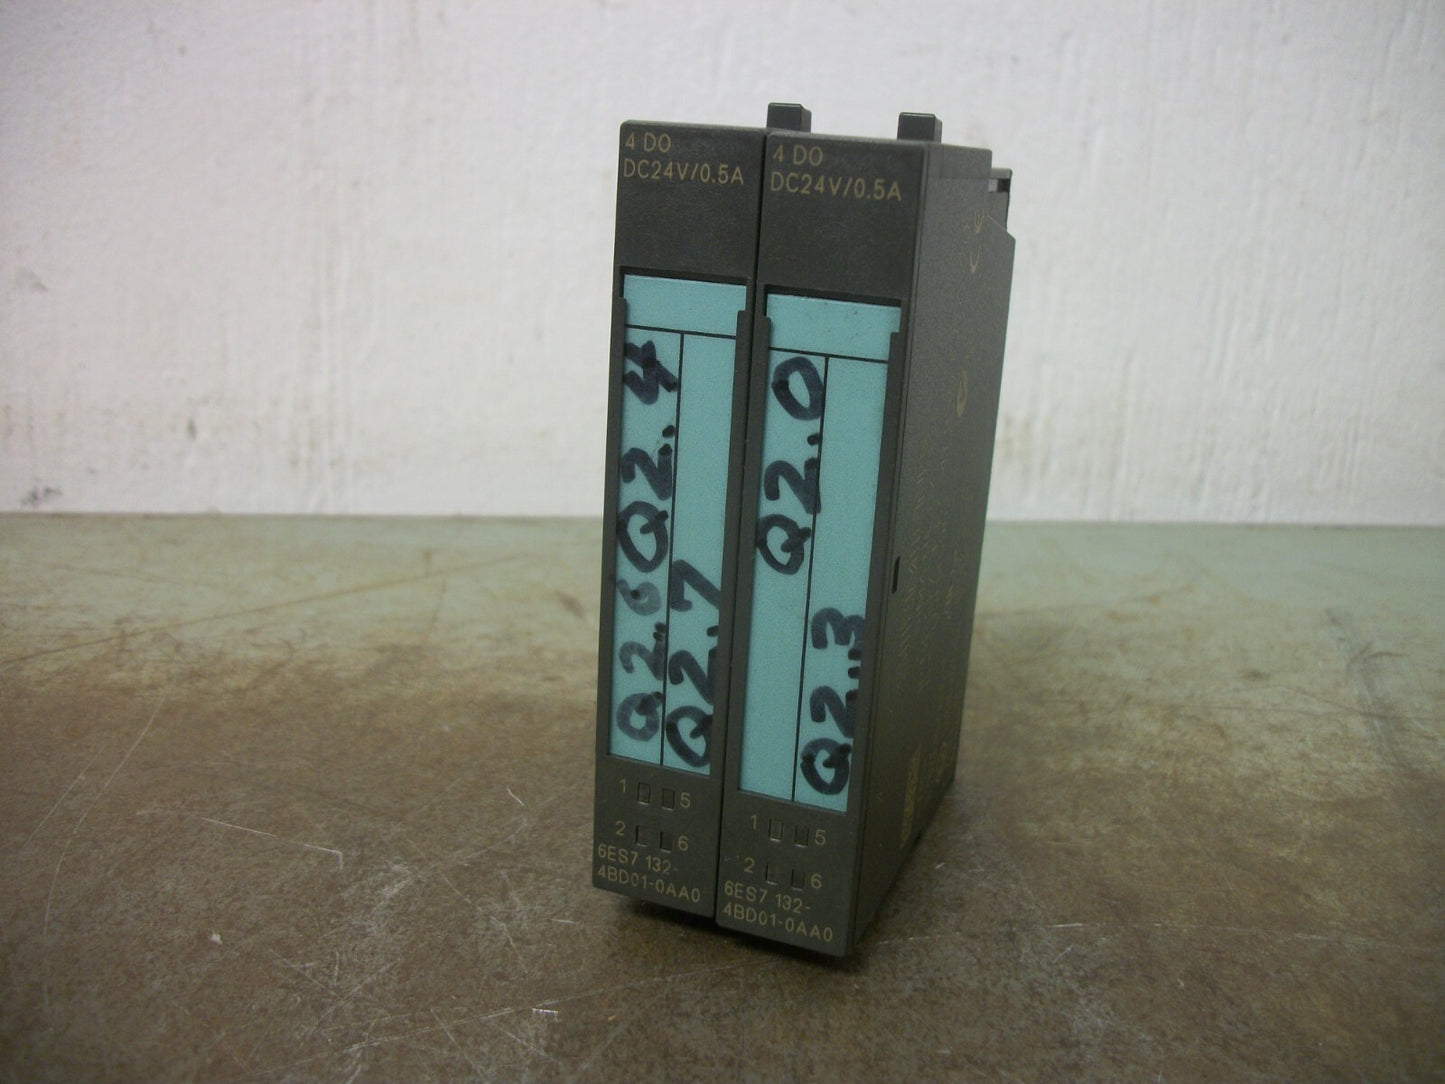 4 DO
DC24V/0.5A
Q2.4
Q2.6
Q2.7
1 5
2 6
6ES7 132-
4BD01-0AA0
4 DO
DC24V/0.5A
Q2.0
Q2.3
1 5
2 6
6ES7 132-
4BD01-0AA0
CE